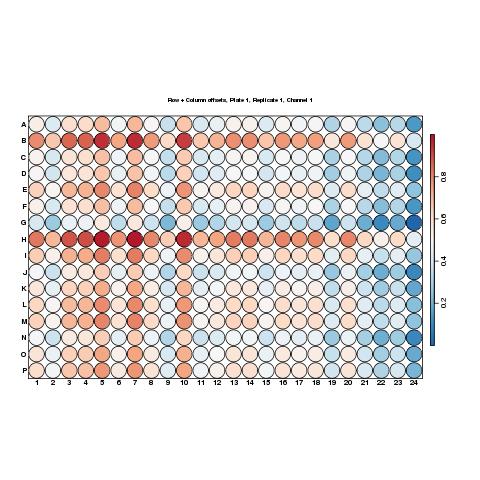 Row + Column offsets, Plate 1, Replicate 1, Channel 1
A
B
C
D
E
F
G
H
I
J
K
L
M
N
O
P
1 2 3 4 5 6 7 8 9 10 11 12 13 14 15 16 17 18 19 20 21 22 23 24
0.8
0.6
0.4
0.2